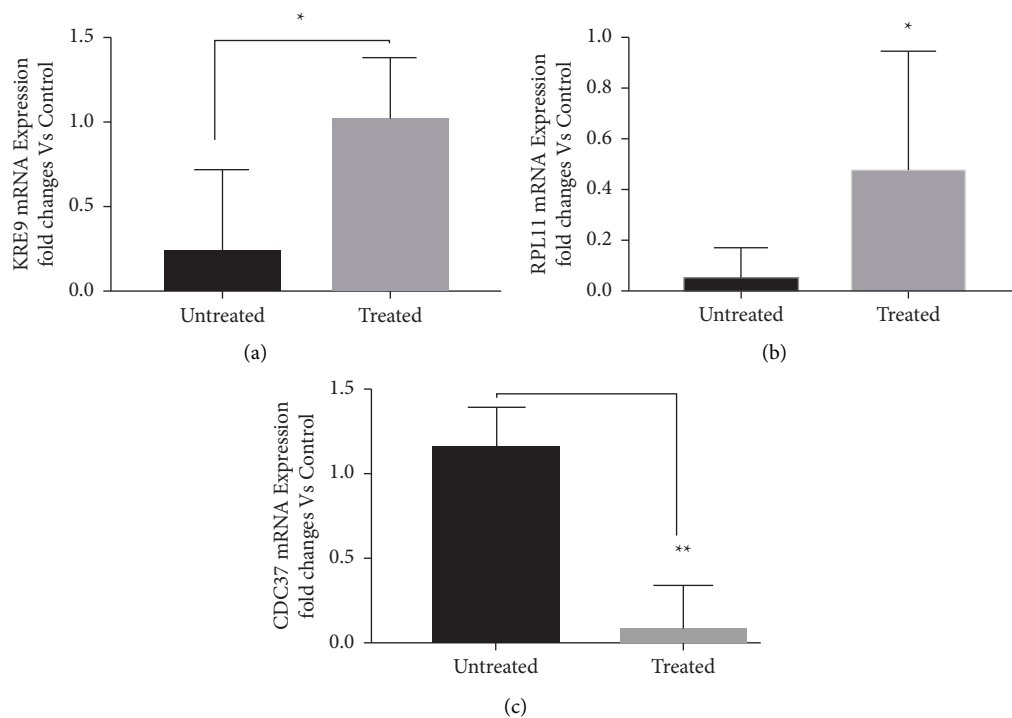 KRE9 mRNA Expression
fold changes Vs Control
1.5
1.0
0.5
0.0
*
Untreated
Treated
(a)
RPL11 mRNA Expression
fold changes Vs Control
1.0
0.8
0.6
0.4
0.2
0.0
*
Untreated
Treated
(b)
CDC37 mRNA Expression
fold changes Vs Control
1.5
1.0
0.5
0.0
**
Untreated
Treated
(c)